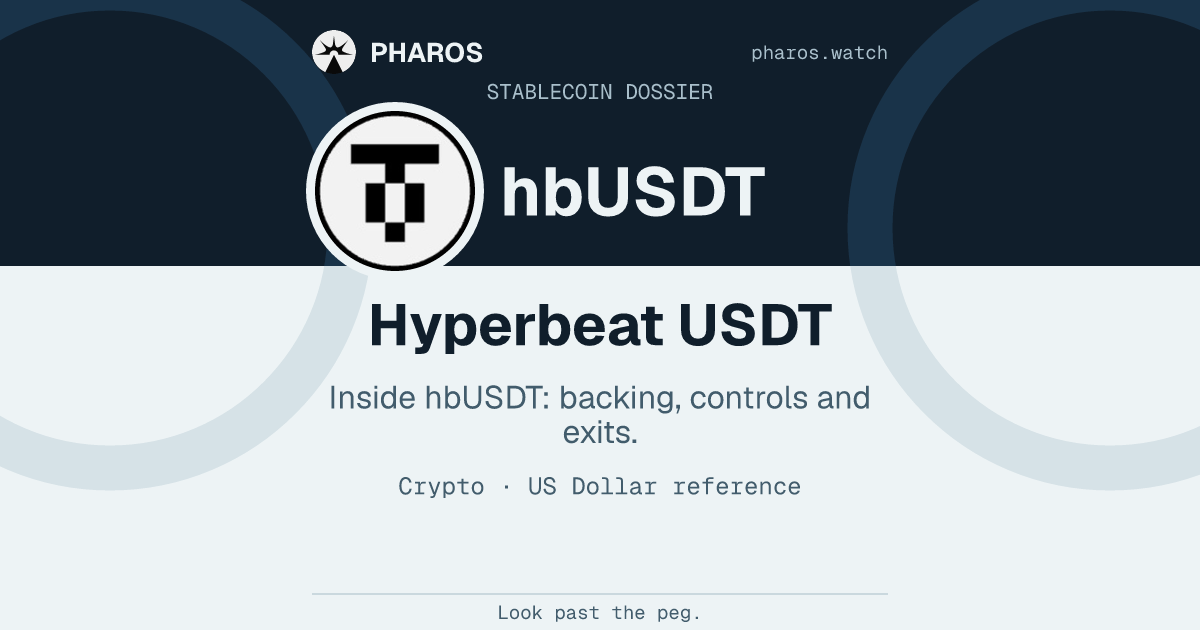 PHAROS
pharos.watch
STABLECOIN DOSSIER
hbUSDT
Hyperbeat USDT
Inside hbUSDT: backing, controls and
exits.
Crypto · US Dollar reference
Look past the peg.